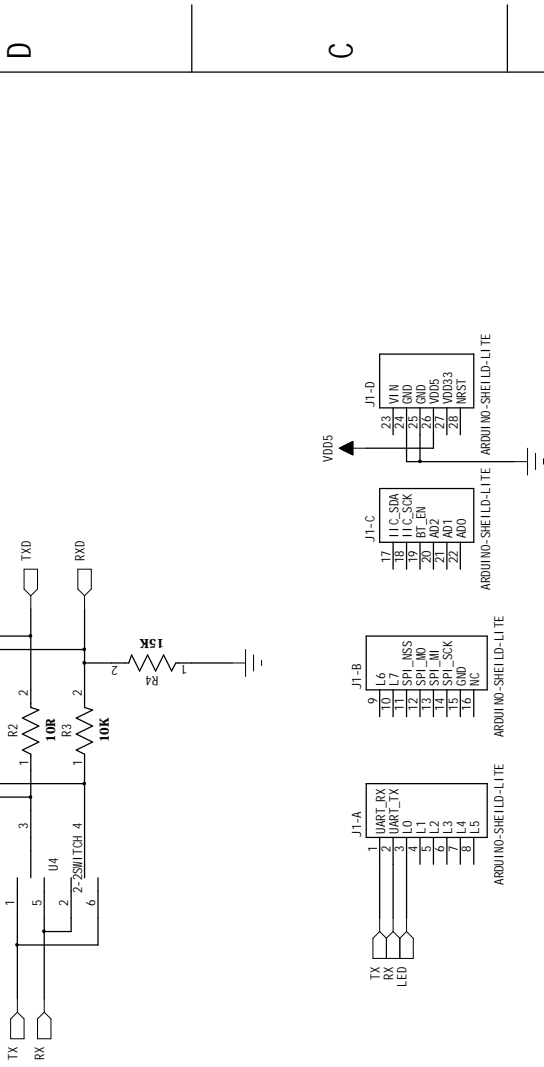 D
C
TXD
RXD
R2
1
2
10R
R3
1
2
10K
2
R4
1
15K
3
U4
2-2SWITCH
4
1
5
2
6
TX
RX
VDD5
J1-D
23 VIN
24 GND
25 GND
26 VDD5
27 VDD33
28 NRST
ARDUINO-SHEILD-LITE
J1-C
17 IIC_SDA
18 IIC_SCK
19 BT_EN
20 AD2
21 AD1
22 AD0
ARDUINO-SHEILD-LITE
J1-B
9 L6
10 L7
11 SPI_NSS
12 SPI_MO
13 SPI_MI
14 SPI_SCK
15 GND
16 NC
ARDUINO-SHEILD-LITE
J1-A
1 UART_RX
2 UART_TX
3 L0
4 L1
5 L2
6 L3
7 L4
8 L5
ARDUINO-SHEILD-LITE
TX
RX
LED